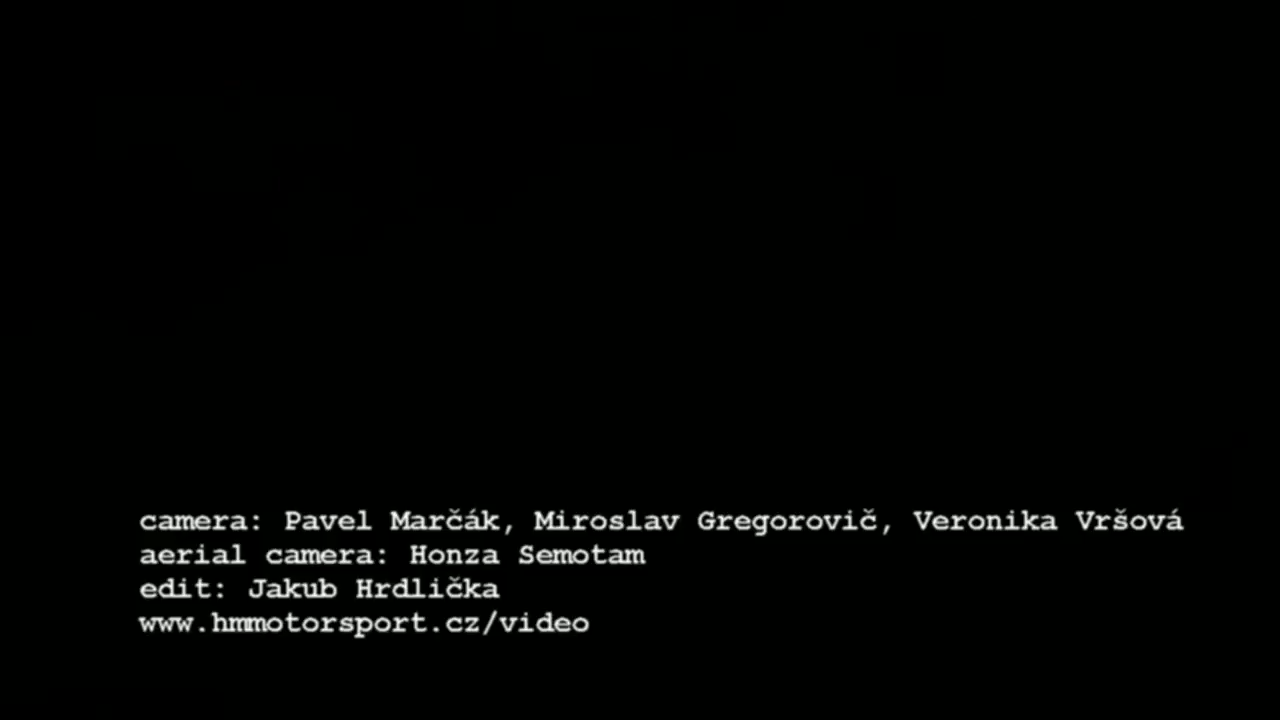 camera: Pavel Marčák, Miroslav Gregorovič, Veronika Vršová
aerial camera: Honza Semotam
edit: Jakub Hrdlička
www.hmmotorsport.cz/video